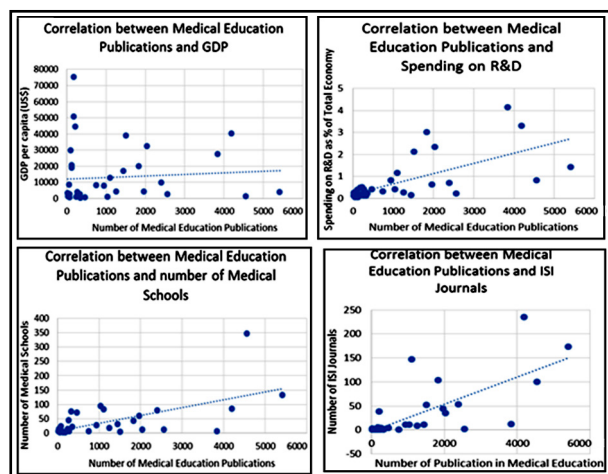 Correlation between Medical Education
Publications and GDP
GDP per capita (US$)
80000
70000
60000
50000
40000
30000
20000
10000
0
0 1000 2000 3000 4000 5000 6000
Number of Medical Education Publications
Correlation between Medical
Education Publications and
Spending on R&D
Spending on R&D as % of Total Economy
5
4
3
2
1
0
0 1000 2000 3000 4000 5000 6000
Number of Medical Education Publications
Correlation between Medical Education
Publications and number of Medical
Schools
Number of Medical Schools
400
350
300
250
200
150
100
50
0
0 1000 2000 3000 4000 5000 6000
Number of Medical Education Publications
Correlation between Medical
Education Publications and ISI
Journals
Number of ISI Journals
250
200
150
100
50
0
0 1000 2000 3000 4000 5000 6000
Number of Publication in Medical Education